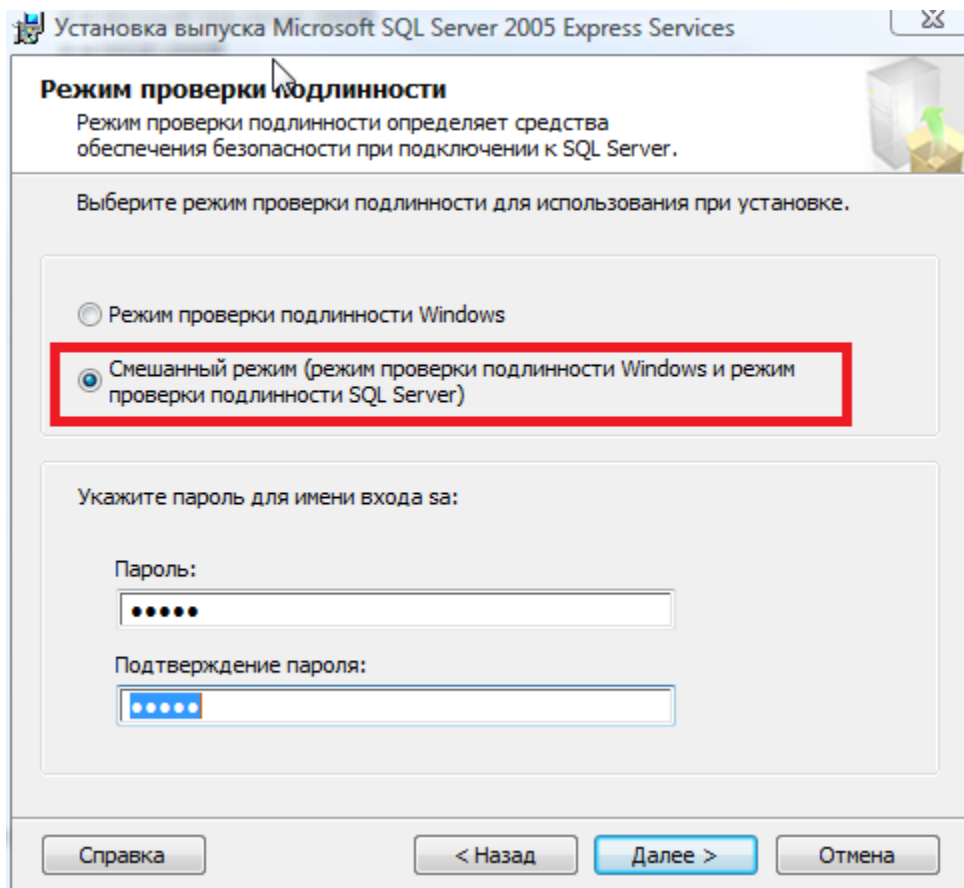 Установка выпуска Microsoft SQL Server 2005 Express Services
Режим проверки подлинности
Режим проверки подлинности определяет средства
обеспечения безопасности при подключении к SQL Server.
Выберите режим проверки подлинности для использования при установке.
Режим проверки подлинности Windows
Смешанный режим (режим проверки подлинности Windows и режим
проверки подлинности SQL Server)
Укажите пароль для имени входа sa:
Пароль:
•••••
Подтверждение пароля:
•••••
Справка
< Назад
Далее >
Отмена